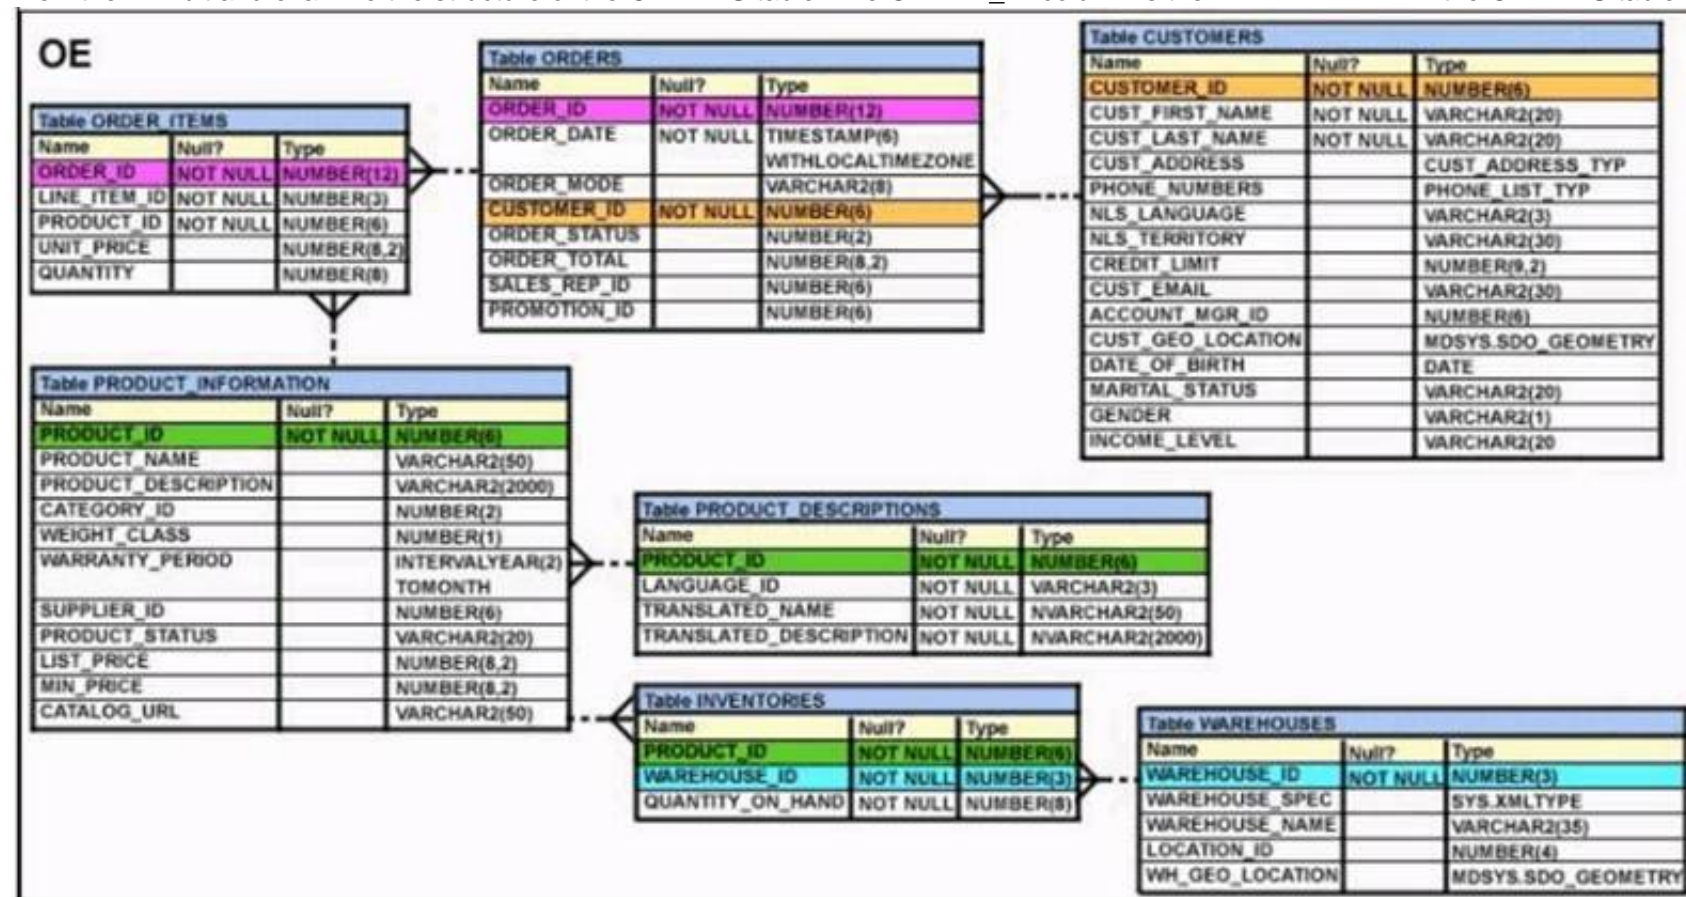 OE
Table ORDER_ITEMS
Name Null? Type
ORDER_ID NOT NULL NUMBER(12)
LINE_ITEM_ID NOT NULL NUMBER(3)
PRODUCT_ID NOT NULL NUMBER(6)
UNIT_PRICE NUMBER(8,2)
QUANTITY NUMBER(8)
Table ORDERS
Name Null? Type
ORDER_ID NOT NULL NUMBER(12)
ORDER_DATE NOT NULL TIMESTAMP(6)
WITHLOCALTIMEZONE
ORDER_MODE VARCHAR2(8)
CUSTOMER_ID NOT NULL NUMBER(6)
ORDER_STATUS NUMBER(2)
ORDER_TOTAL NUMBER(8,2)
SALES_REP_ID NUMBER(6)
PROMOTION_ID NUMBER(6)
Table CUSTOMERS
Name Null? Type
CUSTOMER_ID NOT NULL NUMBER(6)
CUST_FIRST_NAME NOT NULL VARCHAR2(20)
CUST_LAST_NAME NOT NULL VARCHAR2(20)
CUST_ADDRESS CUST_ADDRESS_TYP
PHONE_NUMBERS PHONE_LIST_TYP
NLS_LANGUAGE VARCHAR2(3)
NLS_TERRITORY VARCHAR2(30)
CREDIT_LIMIT NUMBER(9,2)
CUST_EMAIL VARCHAR2(30)
ACCOUNT_MGR_ID NUMBER(6)
CUST_GEO_LOCATION MDSYS.SDO_GEOMETRY
DATE_OF_BIRTH DATE
MARITAL_STATUS VARCHAR2(20)
GENDER VARCHAR2(1)
INCOME_LEVEL VARCHAR2(20
Table PRODUCT_INFORMATION
Name Null? Type
PRODUCT_ID NOT NULL NUMBER(6)
PRODUCT_NAME VARCHAR2(50)
PRODUCT_DESCRIPTION VARCHAR2(2000)
CATEGORY_ID NUMBER(2)
WEIGHT_CLASS NUMBER(1)
WARRANTY_PERIOD INTERVALYEAR(2)
TOMONTH
SUPPLIER_ID NUMBER(6)
PRODUCT_STATUS VARCHAR2(20)
LIST_PRICE NUMBER(8,2)
MIN_PRICE NUMBER(8,2)
CATALOG_URL VARCHAR2(50)
Table PRODUCT_DESCRIPTIONS
Name Null? Type
PRODUCT_ID NOT NULL NUMBER(6)
LANGUAGE_ID NOT NULL VARCHAR2(3)
TRANSLATED_NAME NOT NULL NVARCHAR2(50)
TRANSLATED_DESCRIPTION NOT NULL NVARCHAR2(2000)
Table INVENTORIES
Name Null? Type
PRODUCT_ID NOT NULL NUMBER(6)
WAREHOUSE_ID NOT NULL NUMBER(3)
QUANTITY_ON_HAND NOT NULL NUMBER(8)
Table WAREHOUSES
Name Null? Type
WAREHOUSE_ID NOT NULL NUMBER(3)
WAREHOUSE_SPEC SYS.XMLTYPE
WAREHOUSE_NAME VARCHAR2(35)
LOCATION_ID NUMBER(4)
WH_GEO_LOCATION MDSYS.SDO_GEOMETRY